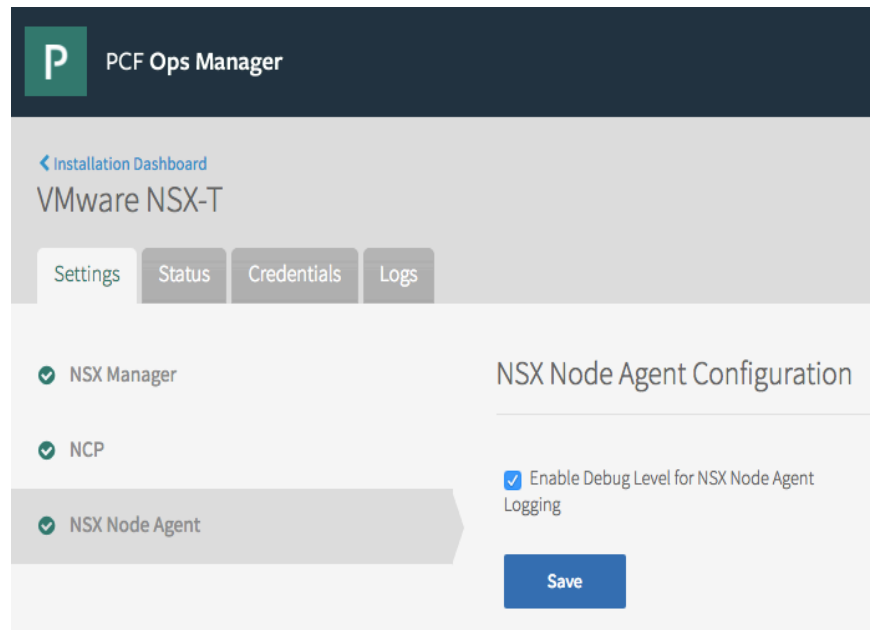 P
PCF Ops Manager
Installation Dashboard
VMware NSX-T
Settings
Status
Credentials
Logs
NSX Manager
NCP
NSX Node Agent
NSX Node Agent Configuration
Enable Debug Level for NSX Node Agent
Logging
Save